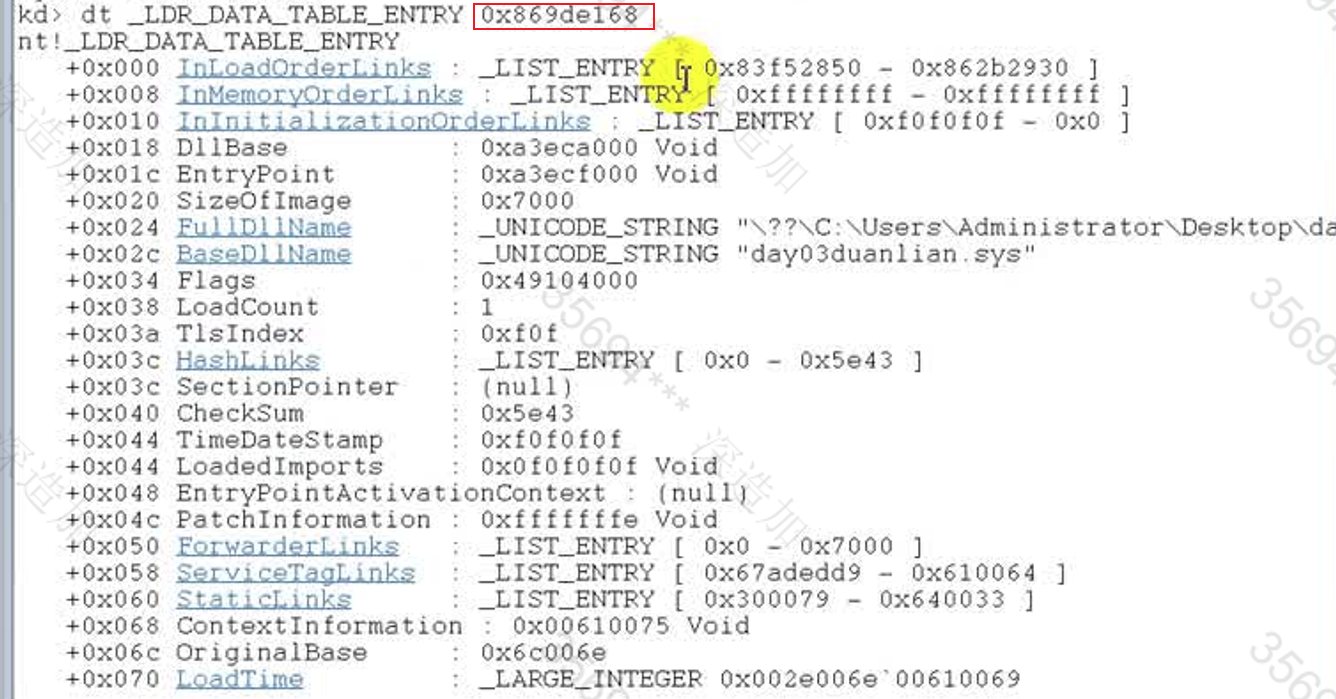 kd> dt _LDR_DATA_TABLE_ENTRY 0x869de168
nt!_LDR_DATA_TABLE_ENTRY
+0x000 InLoadOrderLinks : _LIST_ENTRY [ 0x83f52850 - 0x862b2930 ]
+0x008 InMemoryOrderLinks : _LIST_ENTRY [ 0xffffffff - 0xffffffff ]
+0x010 InInitializationOrderLinks : _LIST_ENTRY [ 0xf0f0f0f - 0x0 ]
+0x018 DllBase : 0xa3eca000 Void
+0x01c EntryPoint : 0xa3ecf000 Void
+0x020 SizeOfImage : 0x7000
+0x024 FullDllName : _UNICODE_STRING "\??\C:\Users\Administrator\Desktop\da
+0x02c BaseDllName : _UNICODE_STRING "day03duanlian.sys"
+0x034 Flags : 0x49104000
+0x038 LoadCount : 1
+0x03a TlsIndex : 0xf0f
+0x03c HashLinks : _LIST_ENTRY [ 0x0 - 0x5e43 ]
+0x03c SectionPointer : (null)
+0x040 CheckSum : 0x5e43
+0x044 TimeDateStamp : 0xf0f0f0f
+0x044 LoadedImports : 0x0f0f0f0f Void
+0x048 EntryPointActivationContext : (null)
+0x04c PatchInformation : 0xfffffffe Void
+0x050 ForwarderLinks : _LIST_ENTRY [ 0x0 - 0x7000 ]
+0x058 ServiceTagLinks : _LIST_ENTRY [ 0x67adedd9 - 0x610064 ]
+0x060 StaticLinks : _LIST_ENTRY [ 0x300079 - 0x640033 ]
+0x068 ContextInformation : 0x00610075 Void
+0x06c OriginalBase : 0x6c006e
+0x070 LoadTime : _LARGE_INTEGER 0x002e006e`00610069
35694***
深造加